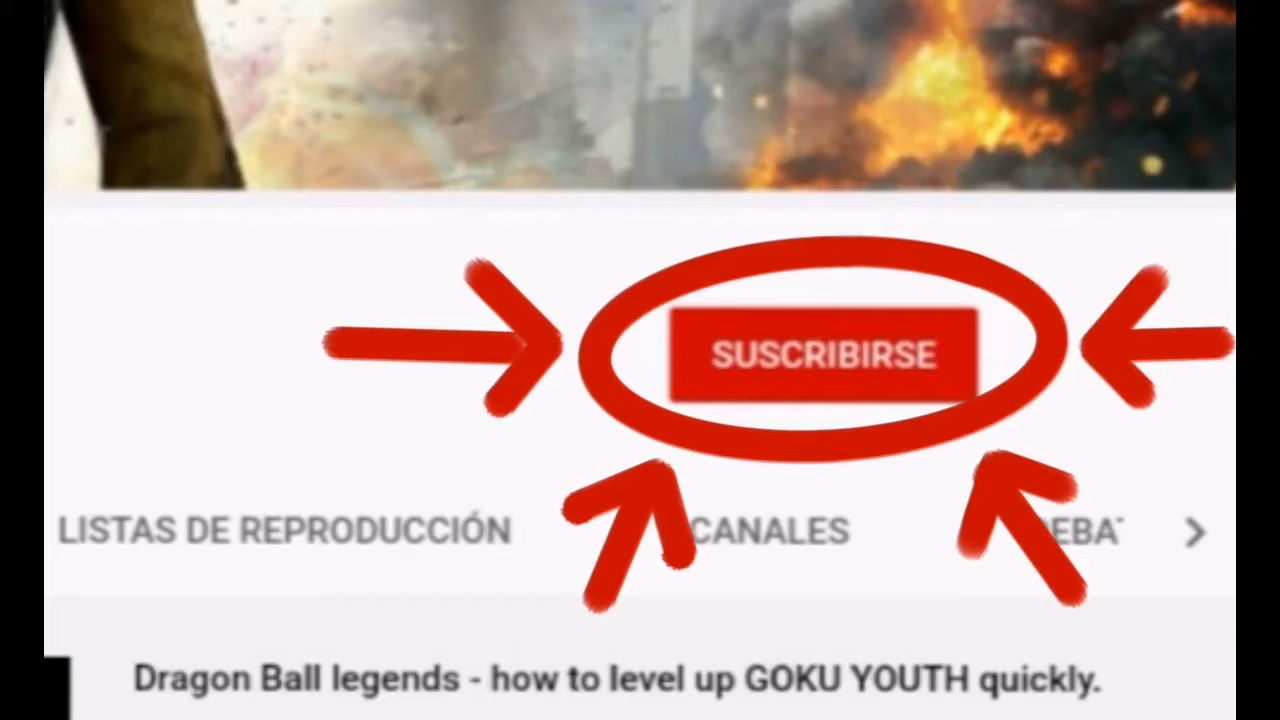 SUSCRIBIRSE
LISTAS DE REPRODUCCIÓN CANALES
Dragon Ball legends - how to level up GOKU YOUTH quickly.